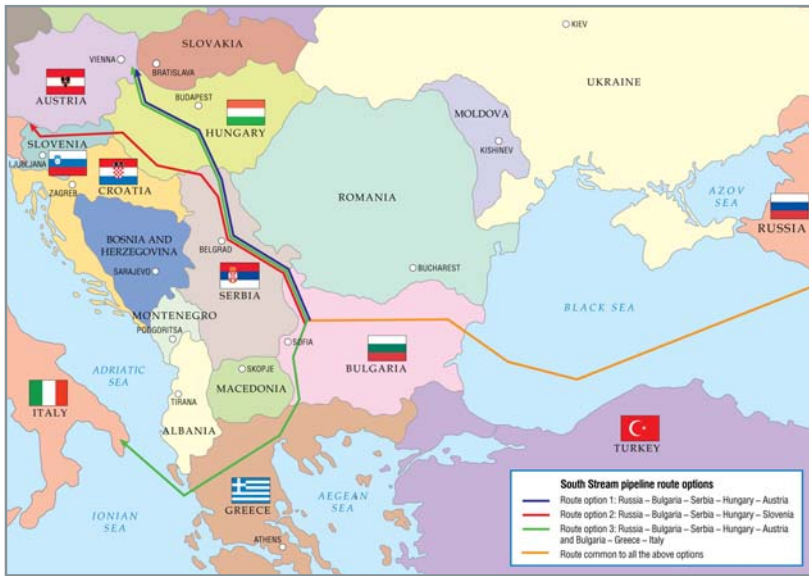 KIEV
SLOVAKIA
VIENNA
BRATISLAVA
UKRAINE
AUSTRIA
BUDAPEST
MOLDOVA
HUNGARY
SLOVENIA
KISHINEV
LJUBLJANA
CROATIA
ZAGREB
ROMANIA
AZOV
SEA
RUSSIA
BOSNIA AND
HERZEGOVINA
BELGRAD
SARAJEVO
BUCHAREST
SERBIA
BLACK SEA
MONTENEGRO
PODGORITSA
SOFIA
BULGARIA
ADRIATIC
SEA
SKOPJE
MACEDONIA
ITALY
TIRANA
ALBANIA
TURKEY
GREECE
AEGEAN
SEA
IONIAN
SEA
ATHENS
South Stream pipeline route options
Route option 1: Russia – Bulgaria – Serbia – Hungary – Austria
Route option 2: Russia – Bulgaria – Serbia – Hungary – Slovenia
Route option 3: Russia – Bulgaria – Serbia – Hungary – Austria
and Bulgaria – Greece – Italy
Route common to all the above options